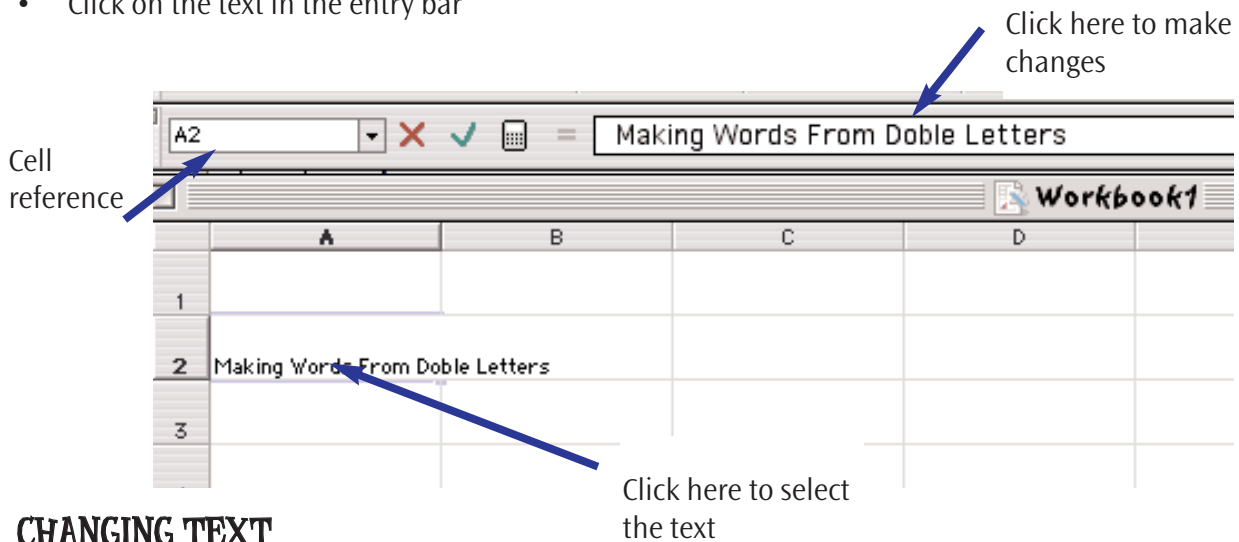 • Click on the text in the entry bar
Click here to make
changes
A2
= Making Words From Doble Letters
Cell
reference
Workbook1
A B C D
1
2 Making Words From Doble Letters
3
Click here to select
the text
CHANGING TEXT